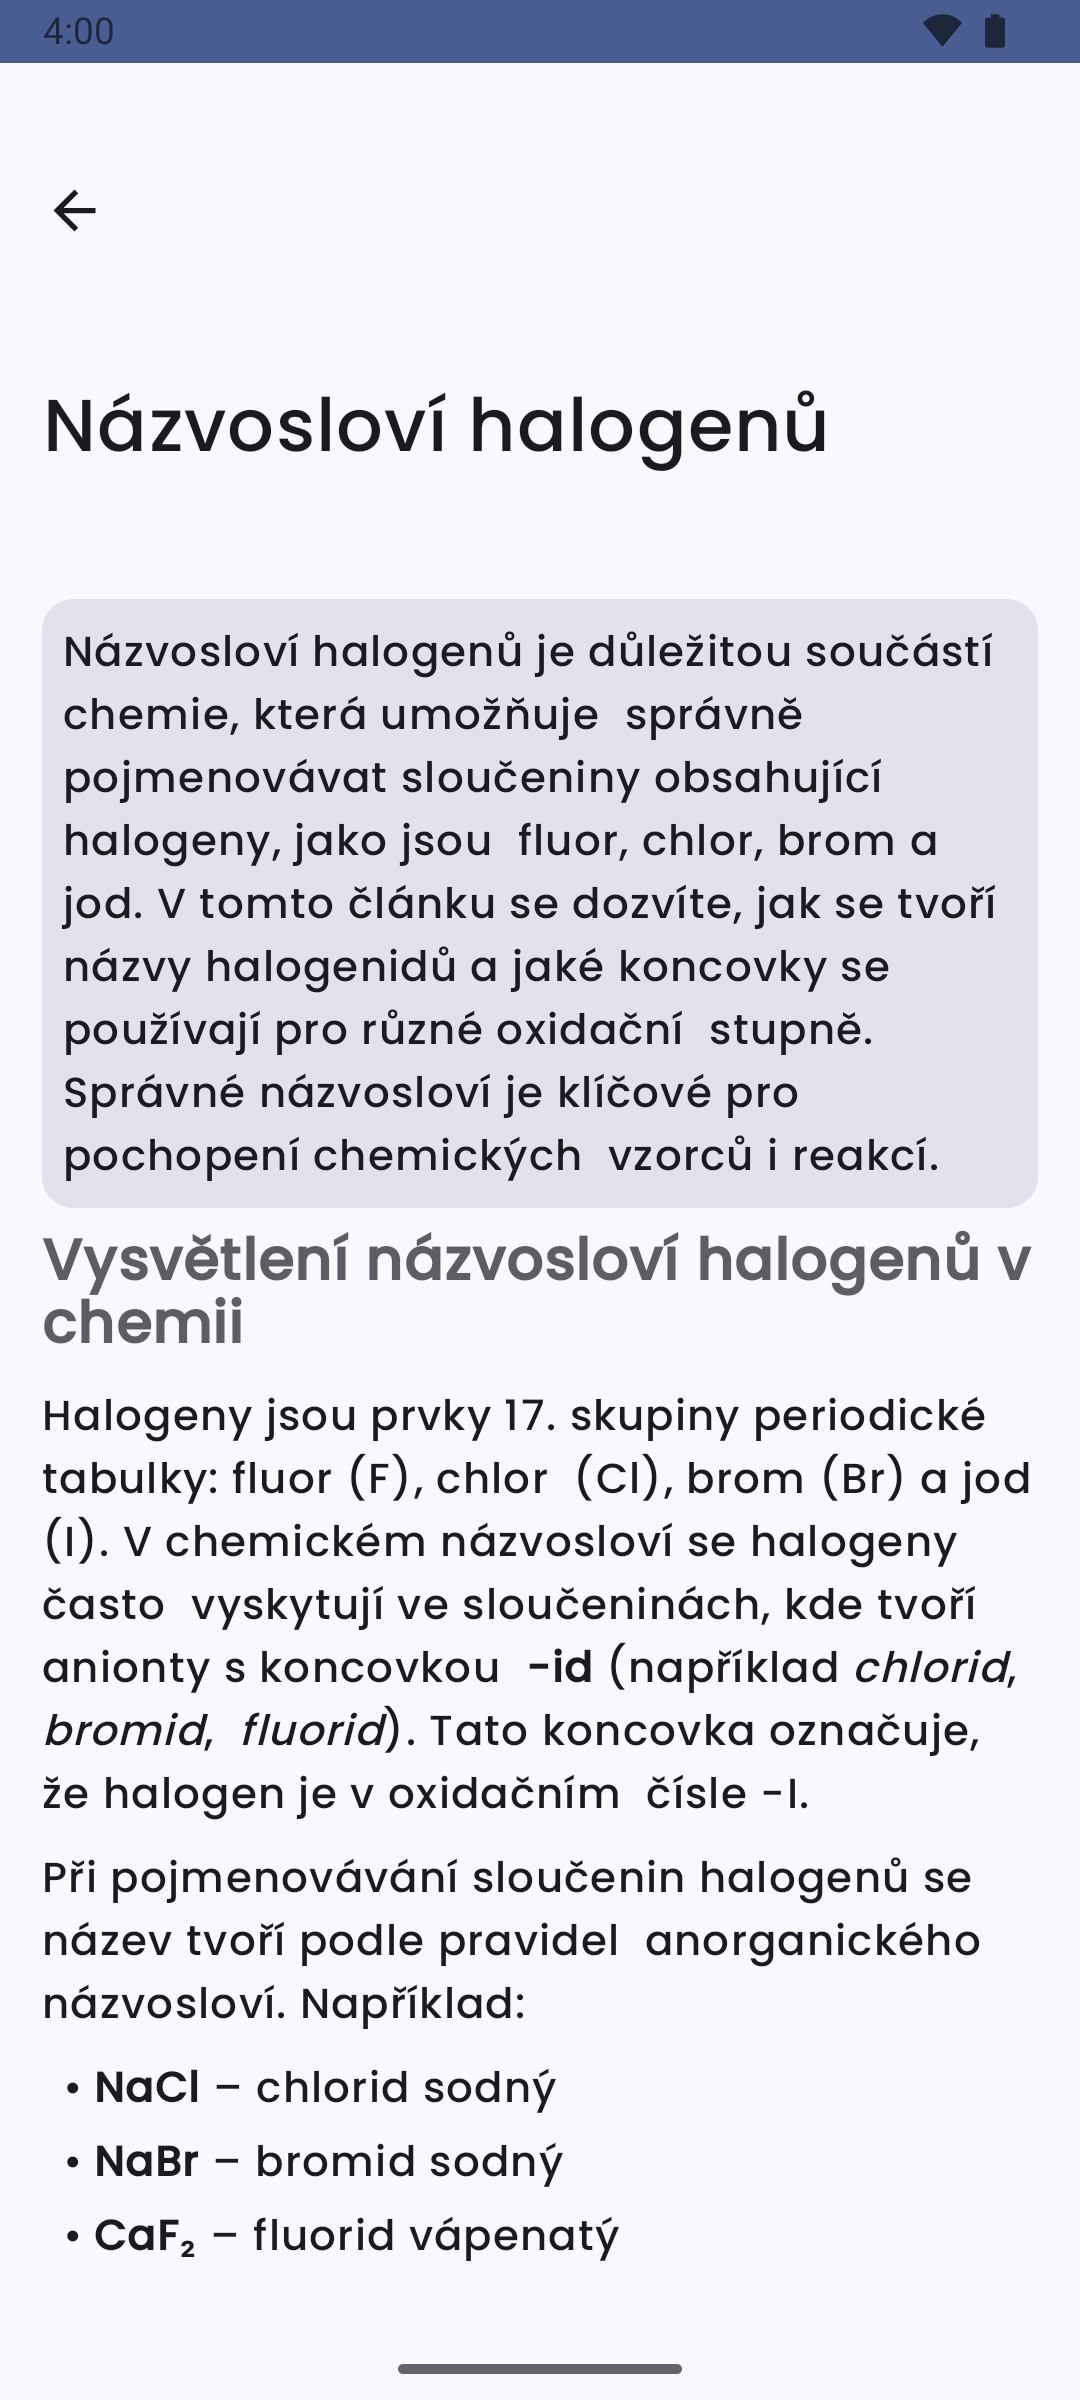 4:00
Názvosloví halogenů
Názvosloví halogenů je důležitou součástí
chemie, která umožňuje  správně
pojmenovávat sloučeniny obsahující
halogeny, jako jsou  fluor, chlor, brom a
jod. V tomto článku se dozvíte, jak se tvoří
názvy halogenidů a jaké koncovky se
používají pro různé oxidační  stupně.
Správné názvosloví je klíčové pro
pochopení chemických  vzorců i reakcí.
Vysvětlení názvosloví halogenů v
chemii
Halogeny jsou prvky 17. skupiny periodické
tabulky: fluor (F), chlor  (Cl), brom (Br) a jod
(I). V chemickém názvosloví se halogeny
často  vyskytují ve sloučeninách, kde tvoří
anionty s koncovkou  -id (například chlorid,
bromid,  fluorid). Tato koncovka označuje,
že halogen je v oxidačním  čísle -I.
Při pojmenovávání sloučenin halogenů se
název tvoří podle pravidel  anorganického
názvosloví. Například:
• NaCl – chlorid sodný
• NaBr – bromid sodný
• CaF₂ – fluorid vápenatý